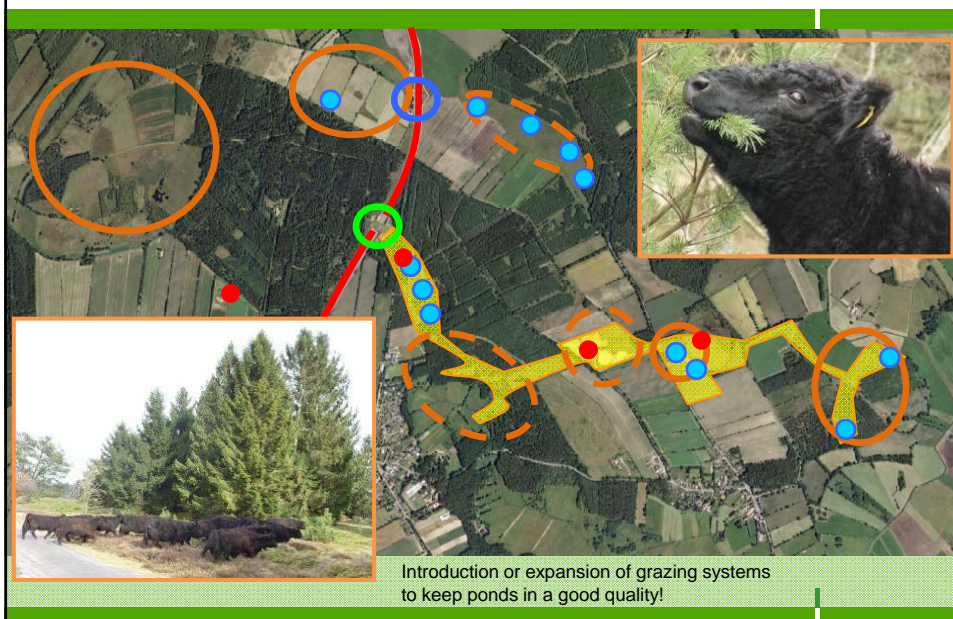 Introduction or expansion of grazing systems
to keep ponds in a good quality!